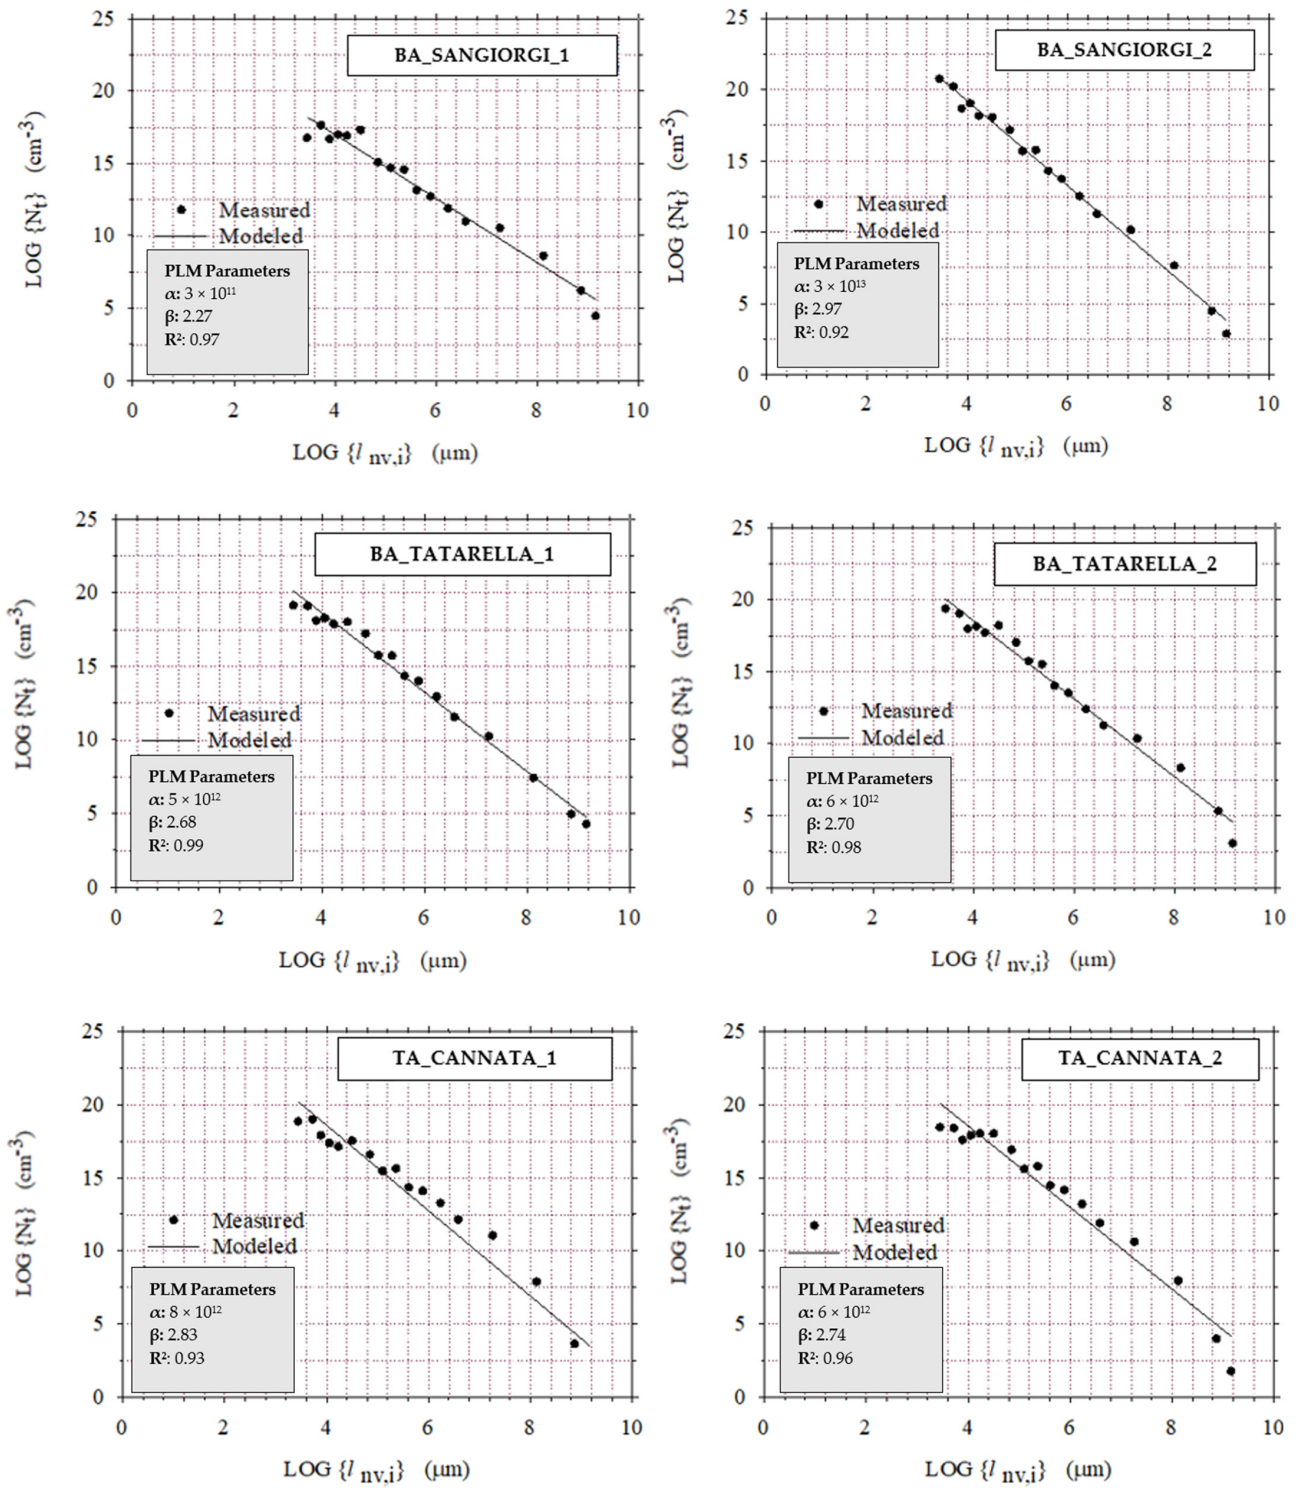 BA_SANGIORGI_1
25
20
15
10
5
0
LOG {Nt} (cm-3)
Measured
Modeled
PLM Parameters
α: 3 × 10¹¹
β: 2.27
R²: 0.97
0 2 4 6 8 10
LOG {l nv,i} (µm)
BA_SANGIORGI_2
25
20
15
10
5
0
LOG {Nt} (cm-3)
Measured
Modeled
PLM Parameters
α: 3 × 10¹³
β: 2.97
R²: 0.92
0 2 4 6 8 10
LOG {l nv,i} (µm)
BA_TATARELLA_1
25
20
15
10
5
0
LOG {Nt} (cm-3)
Measured
Modeled
PLM Parameters
α: 5 × 10¹²
β: 2.68
R²: 0.99
0 2 4 6 8 10
LOG {l nv,i} (µm)
BA_TATARELLA_2
25
20
15
10
5
0
LOG {Nt} (cm-3)
Measured
Modeled
PLM Parameters
α: 6 × 10¹²
β: 2.70
R²: 0.98
0 2 4 6 8 10
LOG {l nv,i} (µm)
TA_CANNATA_1
25
20
15
10
5
0
LOG {Nt} (cm-3)
Measured
Modeled
PLM Parameters
α: 8 × 10¹²
β: 2.83
R²: 0.93
0 2 4 6 8 10
LOG {l nv,i} (µm)
TA_CANNATA_2
25
20
15
10
5
0
LOG {Nt} (cm-3)
Measured
Modeled
PLM Parameters
α: 6 × 10¹²
β: 2.74
R²: 0.96
0 2 4 6 8 10
LOG {l nv,i} (µm)